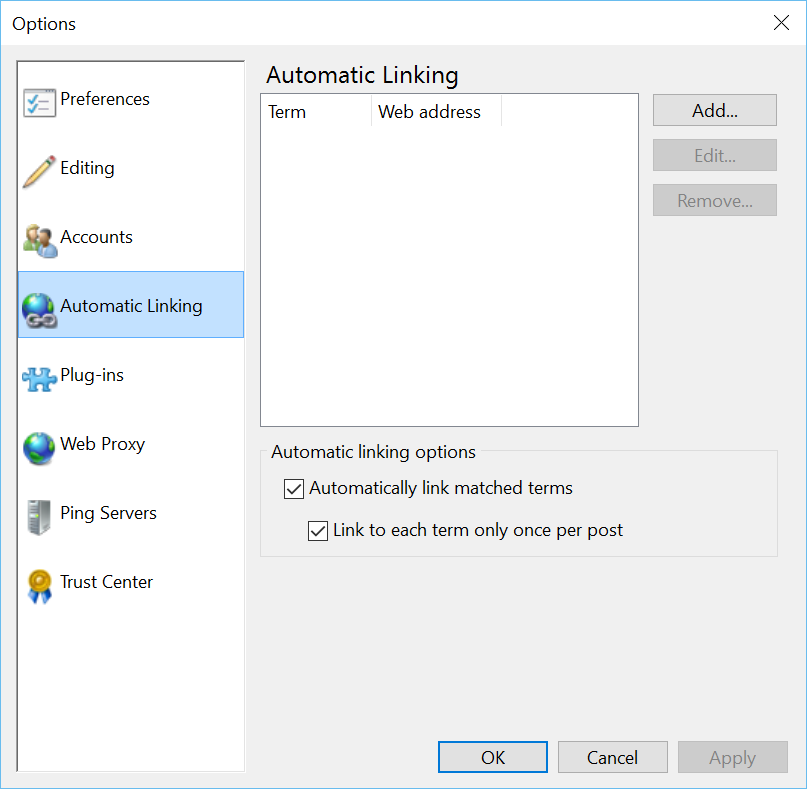 Options
Preferences
Editing
Accounts
Automatic Linking
Plug-ins
Web Proxy
Ping Servers
Trust Center
Automatic Linking
Term Web address
Add...
Edit...
Remove...
Automatic linking options
Automatically link matched terms
Link to each term only once per post
OK Cancel Apply